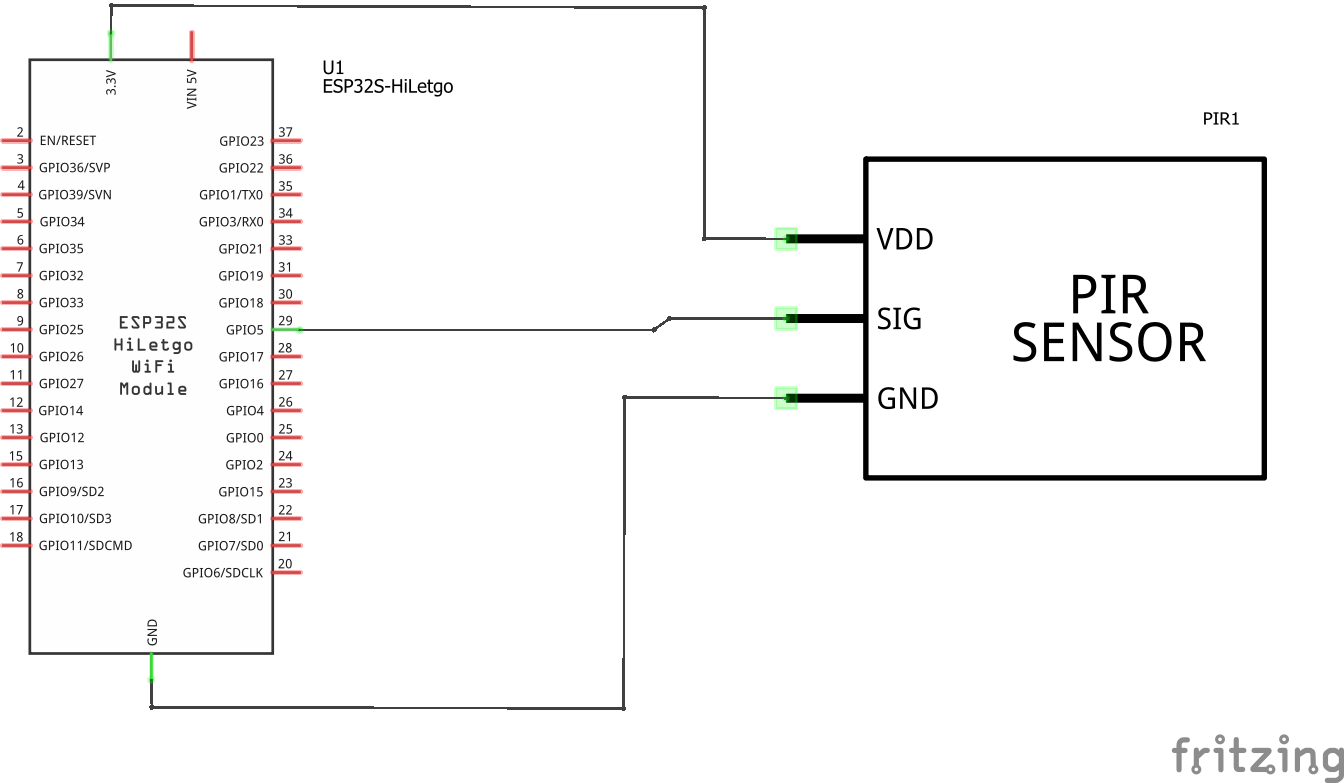 3.3V
VIN 5V
U1
ESP32S-HiLetgo
PIR1
2 EN/RESET GPIO23 37
3 GPIO36/SVP GPIO22 36
4 GPIO39/SVN GPIO1/TX0 35
5 GPIO34 GPIO3/RX0 34
6 GPIO35 GPIO21 33
7 GPIO32 GPIO19 31
8 GPIO33 GPIO18 30
9 GPIO25 GPIO5 29
10 GPIO26 GPIO17 28
11 GPIO27 GPIO16 27
12 GPIO14 GPIO4 26
13 GPIO12 GPIO0 25
15 GPIO13 GPIO2 24
16 GPIO9/SD2 GPIO15 23
17 GPIO10/SD3 GPIO8/SD1 22
18 GPIO11/SDCMD GPIO7/SD0 21
GPIO6/SDCLK 20
ESP32S
HiLetgo
WiFi
Module
GND
VDD
SIG
GND
PIR
SENSOR
fritzing